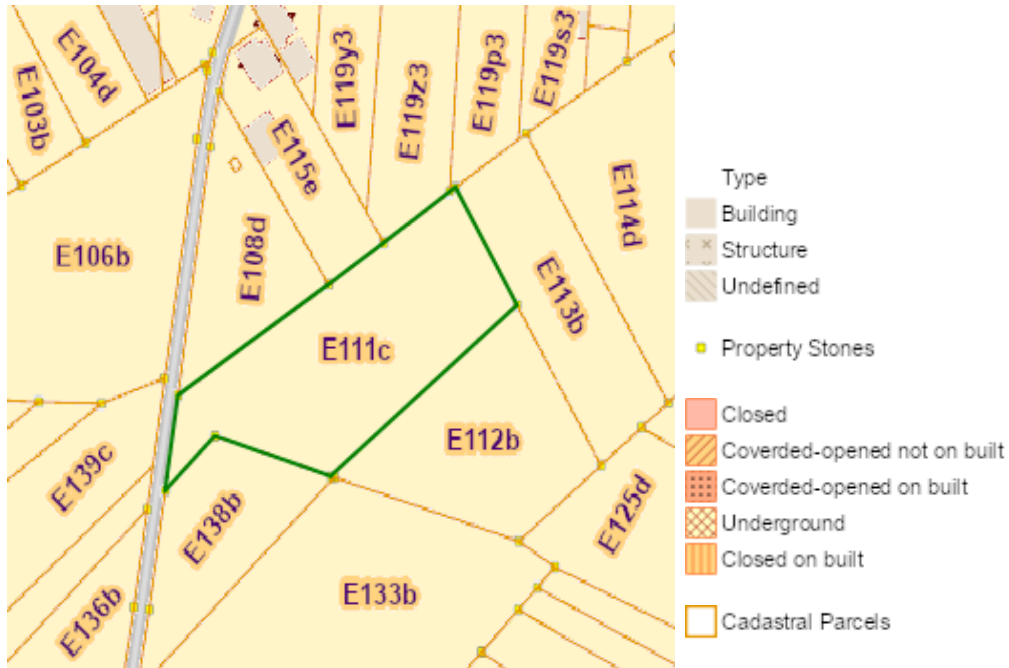 E103b
E104d
E119y3
E119z3
E119p3
E119s3
E115e
E114d
E106b
E108d
E113b
E111c
E112b
E139c
E138b
E125d
E136b
E133b
Type
Building
Structure
Undefined
Property Stones
Closed
Coverded-opened not on built
Coverded-opened on built
Underground
Closed on built
Cadastral Parcels